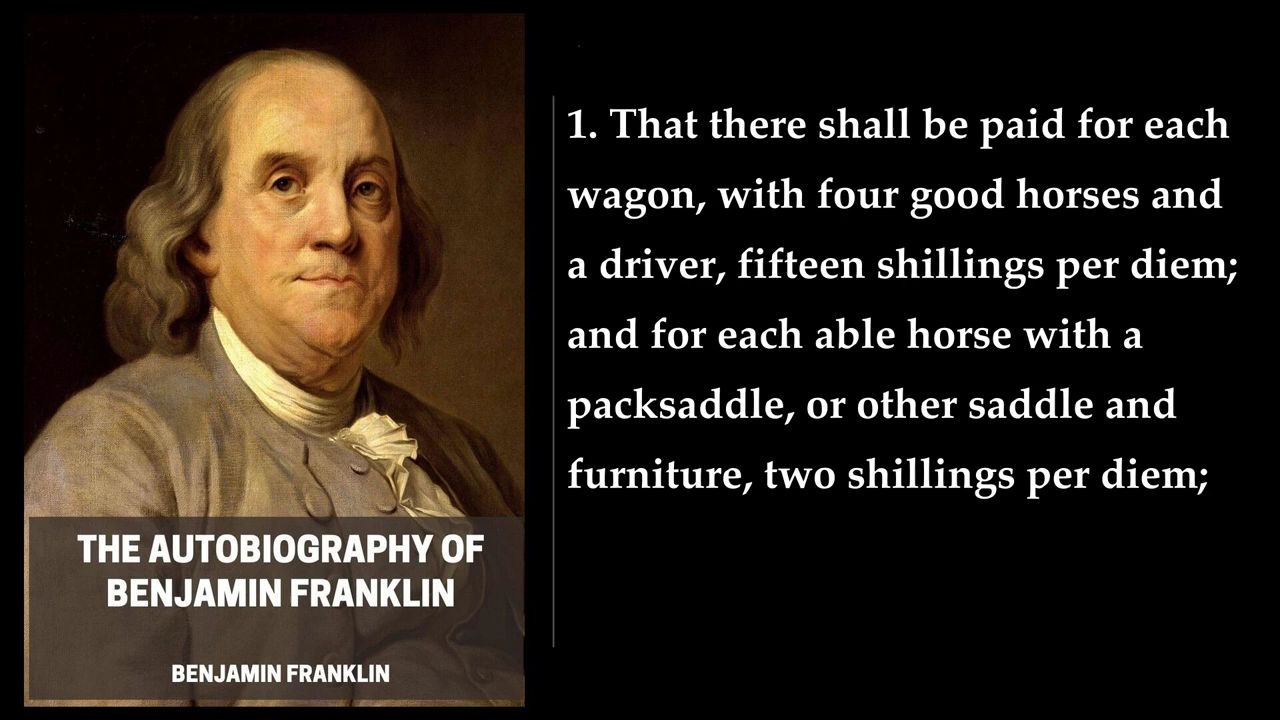 THE AUTOBIOGRAPHY OF
BENJAMIN FRANKLIN
BENJAMIN FRANKLIN
1. That there shall be paid for each
wagon, with four good horses and
a driver, fifteen shillings per diem;
and for each able horse with a
packsaddle, or other saddle and
furniture, two shillings per diem;